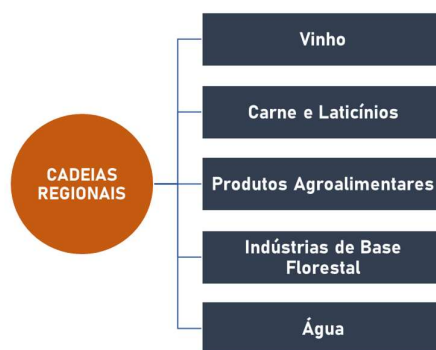 CADEIAS
REGIONAIS
Vinho
Carne e Laticínios
Produtos Agroalimentares
Indústrias de Base
Florestal
Água